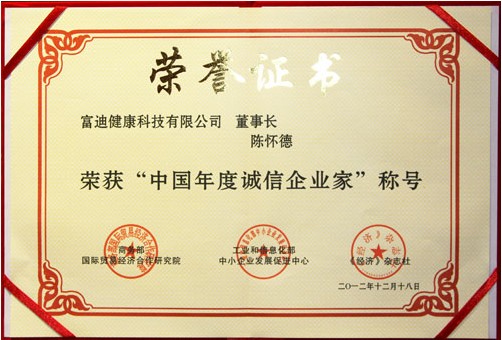 荣誉证书
富迪健康科技有限公司 董事长
陈怀德
荣获“中国年度诚信企业家”称号
商务部 工业和信息化部
国际贸易经济合作研究院 中小企业发展促进中心 《经济》杂志社
二〇一二年十二月十八日